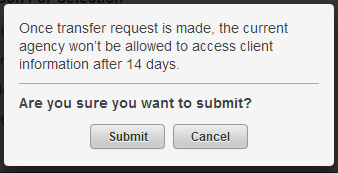 Once transfer request is made, the current
agency won't be allowed to access client
information after 14 days.
Are you sure you want to submit?
Submit
Cancel